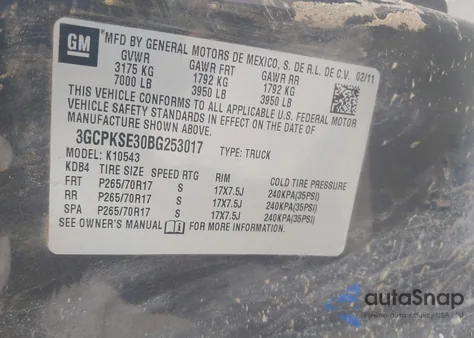 GM
MFD BY GENERAL MOTORS DE MEXICO, S. DE R.L. DE C.V. 02/11
GVWR GAWR FRT GAWR RR
3175 KG 1792 KG 1792 KG
7000 LB 3950 LB 3950 LB
THIS VEHICLE CONFORMS TO ALL APPLICABLE U.S. FEDERAL MOTOR
VEHICLE SAFETY STANDARDS IN EFFECT ON THE DATE OF
MANUFACTURE SHOWN ABOVE.
3GCPKSE30BG253017 TYPE: TRUCK
MODEL: K10543
KDB4 TIRE SIZE SPEED RTG RIM COLD TIRE PRESSURE
FRT P265/70R17 S 17X7.5J 240KPA(35PSI)
RR P265/70R17 S 17X7.5J 240KPA(35PSI)
SPA P265/70R17 S 17X7.5J 240KPA(35PSI)
SEE OWNER'S MANUAL FOR MORE INFORMATION.
autaSnap